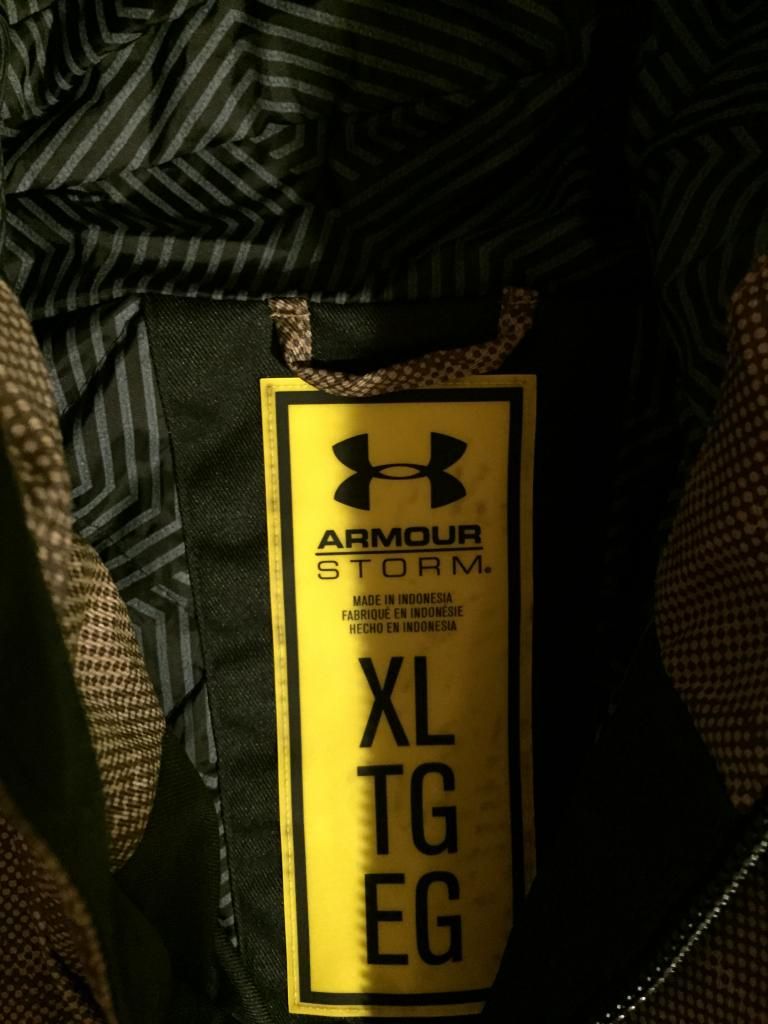 ARMOUR
STORM®
MADE IN INDONESIA
FABRIQUÉ EN INDONÉSIE
HECHO EN INDONESIA
XL
TG
EG